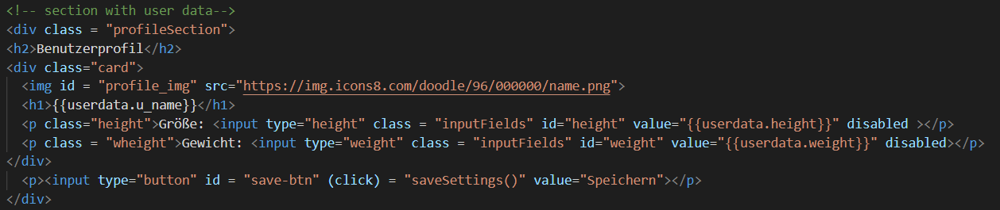 <!-- section with user data-->
<div class = "profileSection">
<h2>Benutzerprofil</h2>
<div class="card">
<img id = "profile_img" src="https://img.icons8.com/doodle/96/000000/name.png">
<h1>{{userdata.u_name}}</h1>
<p class="height">Größe: <input type="height" class = "inputFields" id="height" value="{{userdata.height}}" disabled ></p>
<p class = "wheight">Gewicht: <input type="weight" class = "inputFields" id="weight" value="{{userdata.weight}}" disabled></p>
</div>
<p><input type="button" id = "save-btn" (click) = "saveSettings()" value="Speichern"></p>
</div>